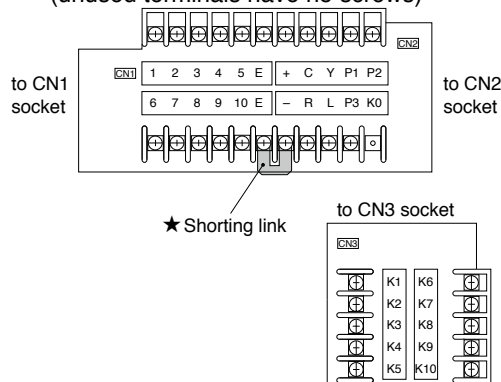 (unused terminals have no screws)
CN2
CN1 1 2 3 4 5 E + C Y P1 P2
6 7 8 9 10 E − R L P3 K0
to CN1
socket
to CN2
socket
★ Shorting link
to CN3 socket
CN3
K1 K6
K2 K7
K3 K8
K4 K9
K5 K10